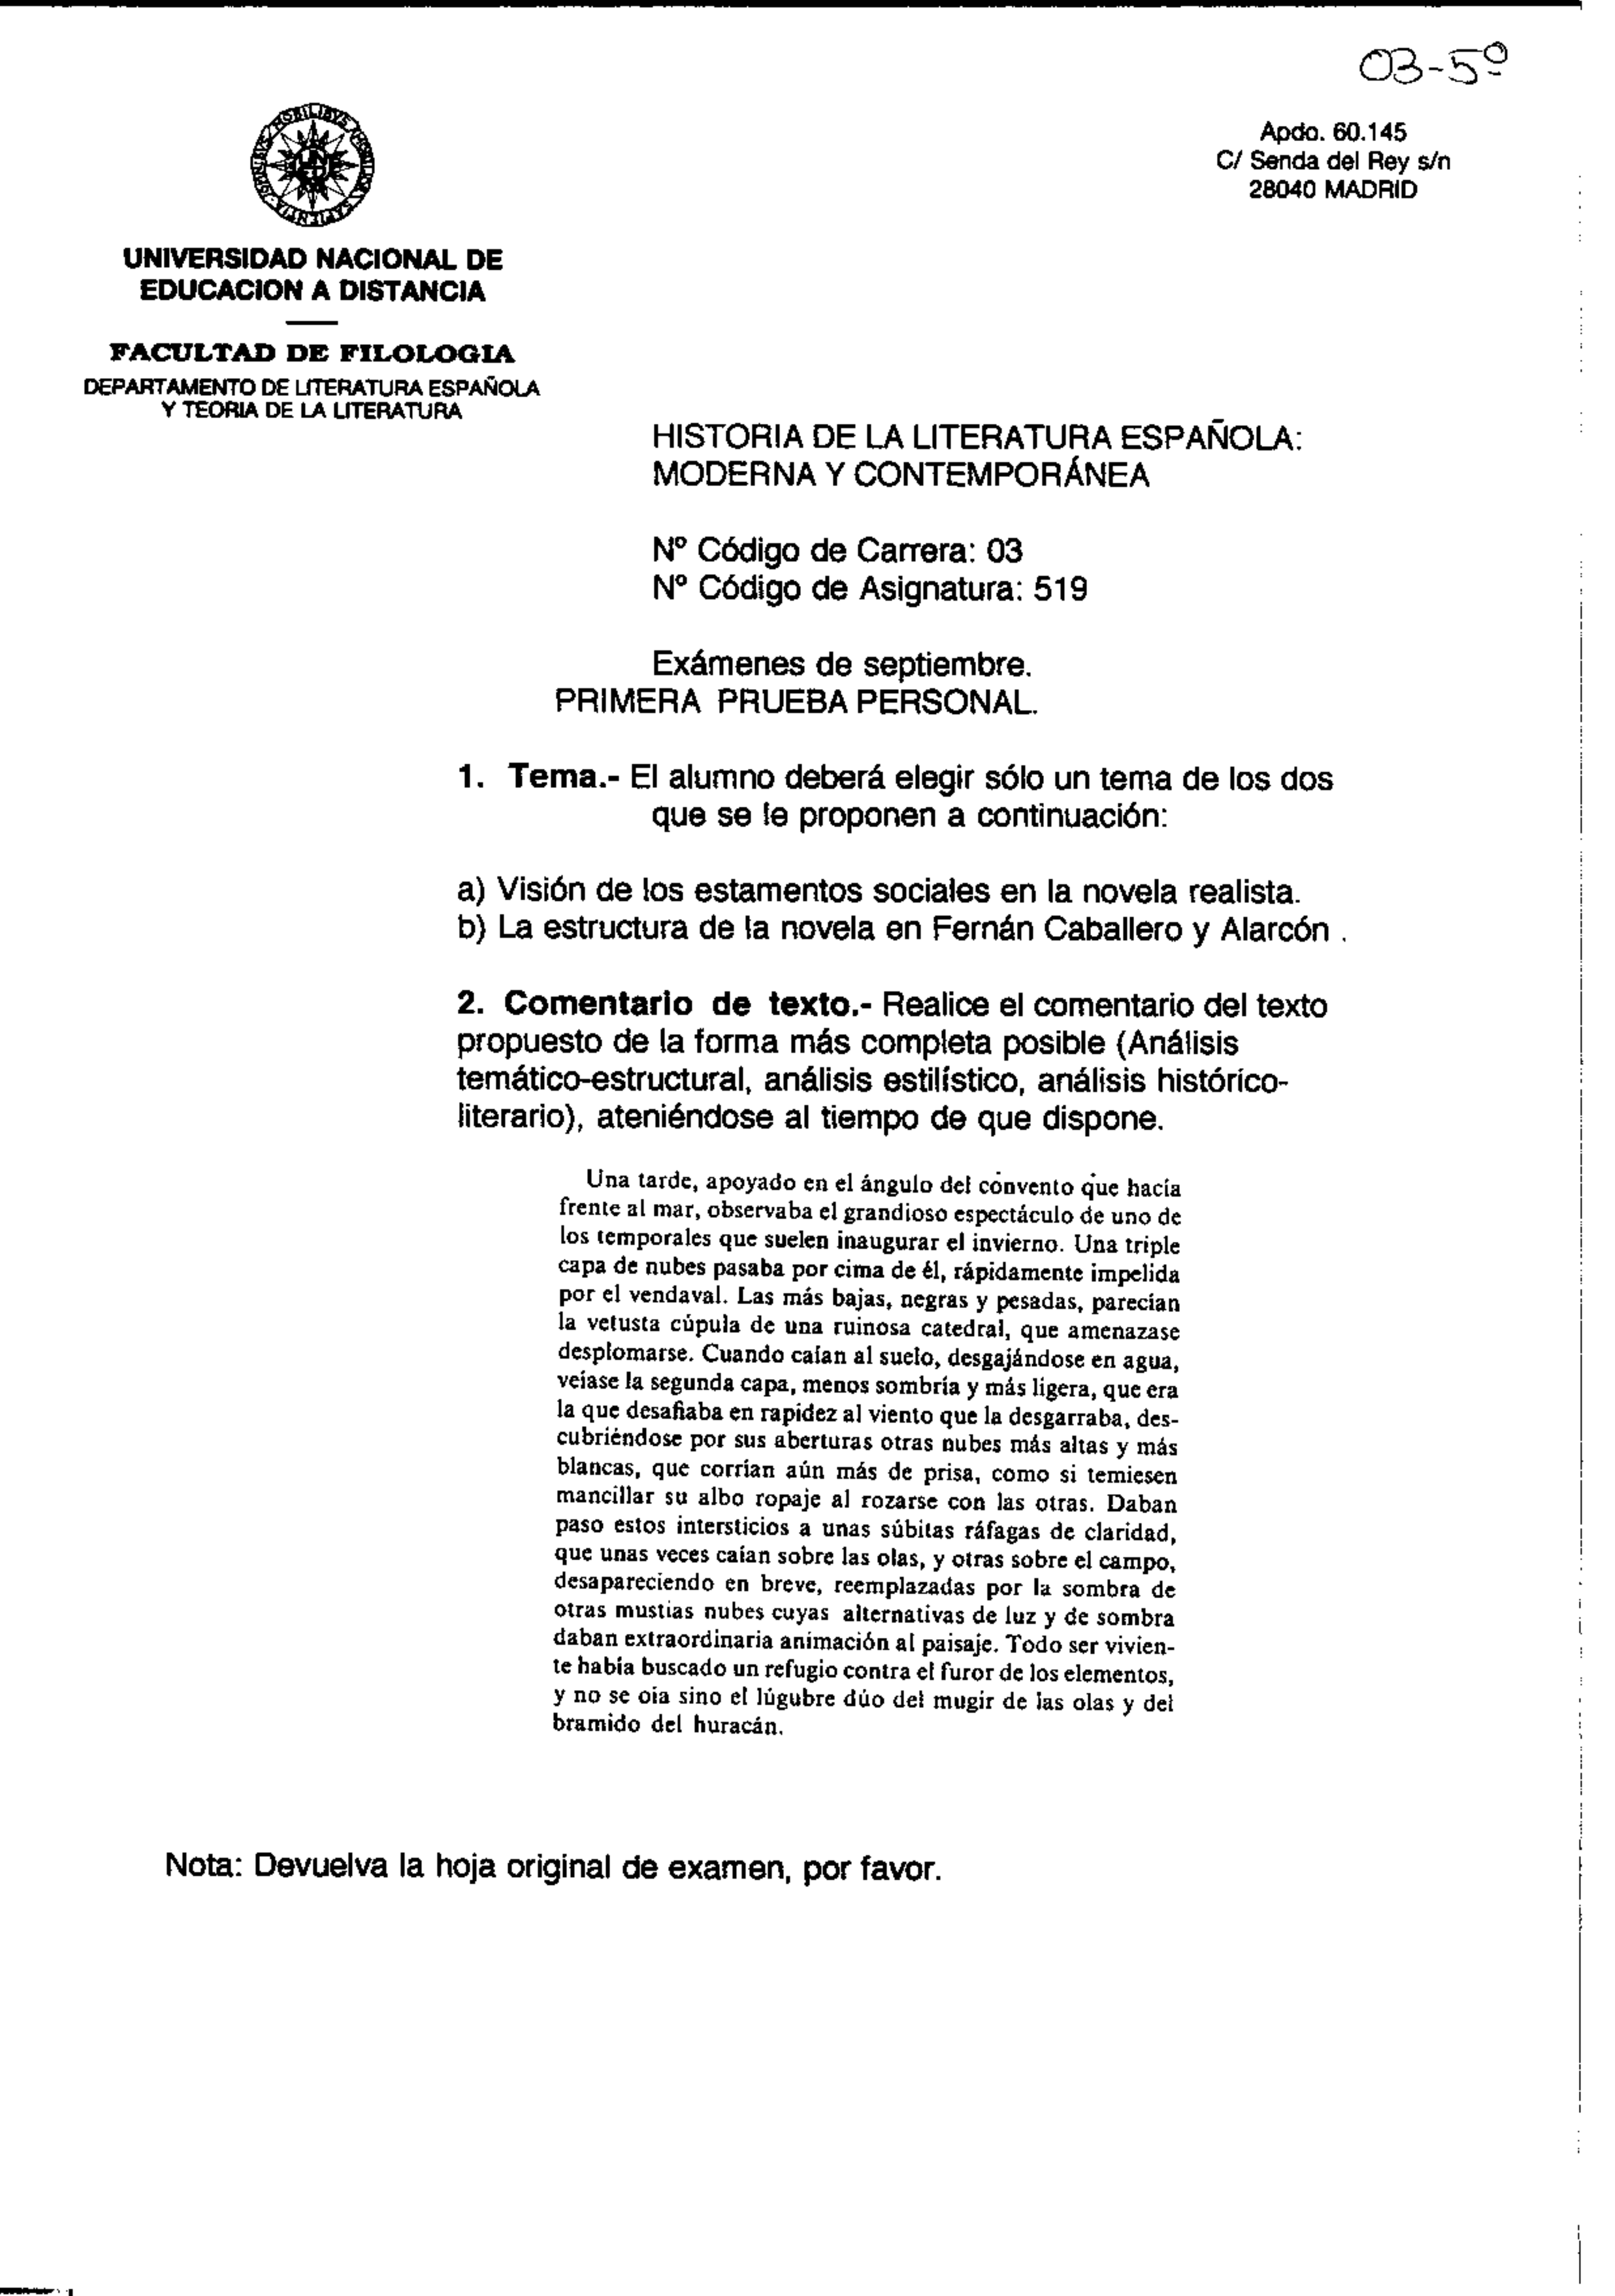 03-5º
Apdo. 60.145
C/ Senda del Rey s/n
28040 MADRID
UNED
UNIVERSIDAD NACIONAL DE
EDUCACION A DISTANCIA
FACULTAD DE FILOLOGIA
DEPARTAMENTO DE LITERATURA ESPAÑOLA
Y TEORIA DE LA LITERATURA
HISTORIA DE LA LITERATURA ESPAÑOLA:
MODERNA Y CONTEMPORÁNEA
Nº Código de Carrera: 03
Nº Código de Asignatura: 519
Exámenes de septiembre.
PRIMERA PRUEBA PERSONAL.
1. Tema.- El alumno deberá elegir sólo un tema de los dos
que se le proponen a continuación:
a) Visión de los estamentos sociales en la novela realista.
b) La estructura de la novela en Fernán Caballero y Alarcón .
2. Comentario de texto.- Realice el comentario del texto
propuesto de la forma más completa posible (Análisis
temático-estructural, análisis estilístico, análisis histórico-
literario), ateniéndose al tiempo de que dispone.
Una tarde, apoyado en el ángulo del convento que hacía
frente al mar, observaba el grandioso espectáculo de uno de
los temporales que suelen inaugurar el invierno. Una triple
capa de nubes pasaba por cima de él, rápidamente impelida
por el vendaval. Las más bajas, negras y pesadas, parecían
la vetusta cúpula de una ruinosa catedral, que amenazase
desplomarse. Cuando caían al suelo, desgajándose en agua,
veíase la segunda capa, menos sombría y más ligera, que era
la que desafiaba en rapidez al viento que la desgarraba, des-
cubriéndose por sus aberturas otras nubes más altas y más
blancas, que corrían aún más de prisa, como si temiesen
mancillar su albo ropaje al rozarse con las otras. Daban
paso estos intersticios a unas súbitas ráfagas de claridad,
que unas veces caían sobre las olas, y otras sobre el campo,
desapareciendo en breve, reemplazadas por la sombra de
otras mustias nubes cuyas alternativas de luz y de sombra
daban extraordinaria animación al paisaje. Todo ser vivien-
te había buscado un refugio contra el furor de los elementos,
y no se oía sino el lúgubre dúo del mugir de las olas y del
bramido del huracán.
Nota: Devuelva la hoja original de examen, por favor.